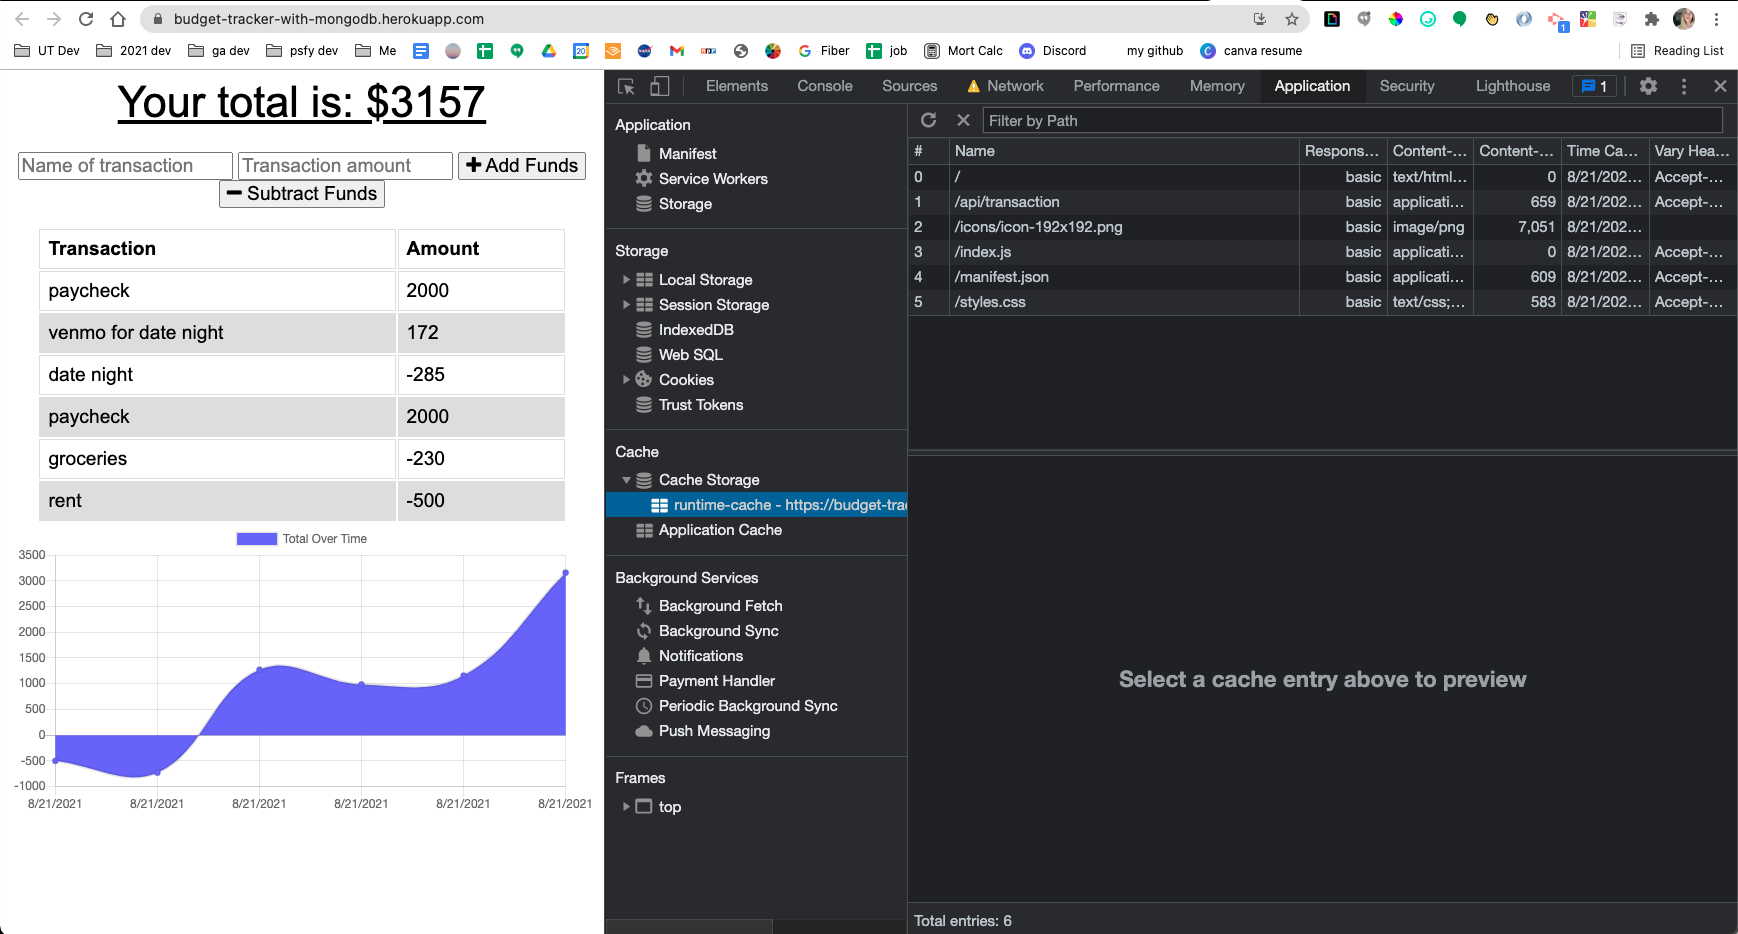 budget-tracker-with-mongodb.herokuapp.com
UT Dev 2021 dev ga dev psfy dev Me Fiber job Mort Calc Discord my github canva resume Reading List
Your total is: $3157
Name of transaction Transaction amount Add Funds
Subtract Funds
Transaction Amount
paycheck 2000
venmo for date night 172
date night -285
paycheck 2000
groceries -230
rent -500
Total Over Time
3500
3000
2500
2000
1500
1000
500
0
-500
-1000
8/21/2021 8/21/2021 8/21/2021 8/21/2021 8/21/2021 8/21/2021
Elements Console Sources Network Performance Memory Application Security Lighthouse 1
Application
Manifest
Service Workers
Storage
Storage
Local Storage
Session Storage
IndexedDB
Web SQL
Cookies
Trust Tokens
Cache
Cache Storage
runtime-cache - https://budget-tra
Application Cache
Background Services
Background Fetch
Background Sync
Notifications
Payment Handler
Periodic Background Sync
Push Messaging
Frames
top
Filter by Path
# Name Respons... Content-... Content-... Time Ca... Vary Hea...
0 / basic text/html... 0 8/21/202... Accept-...
1 /api/transaction basic applicati... 659 8/21/202... Accept-...
2 /icons/icon-192x192.png basic image/png 7,051 8/21/202...
3 /index.js basic applicati... 0 8/21/202... Accept-...
4 /manifest.json basic applicati... 609 8/21/202... Accept-...
5 /styles.css basic text/css;... 583 8/21/202... Accept-...
Select a cache entry above to preview
Total entries: 6